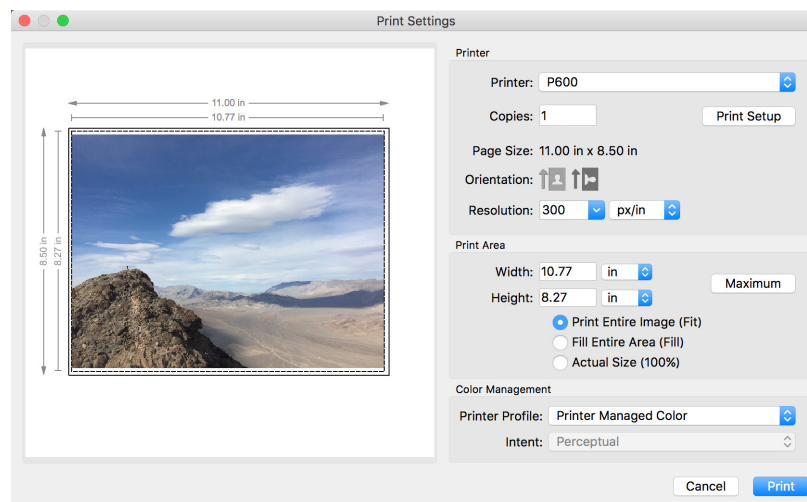 Print Settings
11.00 in
10.77 in
8.50 in
8.27 in
Printer
Printer: P600
Copies: 1 Print Setup
Page Size: 11.00 in x 8.50 in
Orientation:
Resolution: 300 px/in
Print Area
Width: 10.77 in
Maximum
Height: 8.27 in
Print Entire Image (Fit)
Fill Entire Area (Fill)
Actual Size (100%)
Color Management
Printer Profile: Printer Managed Color
Intent: Perceptual
Cancel Print